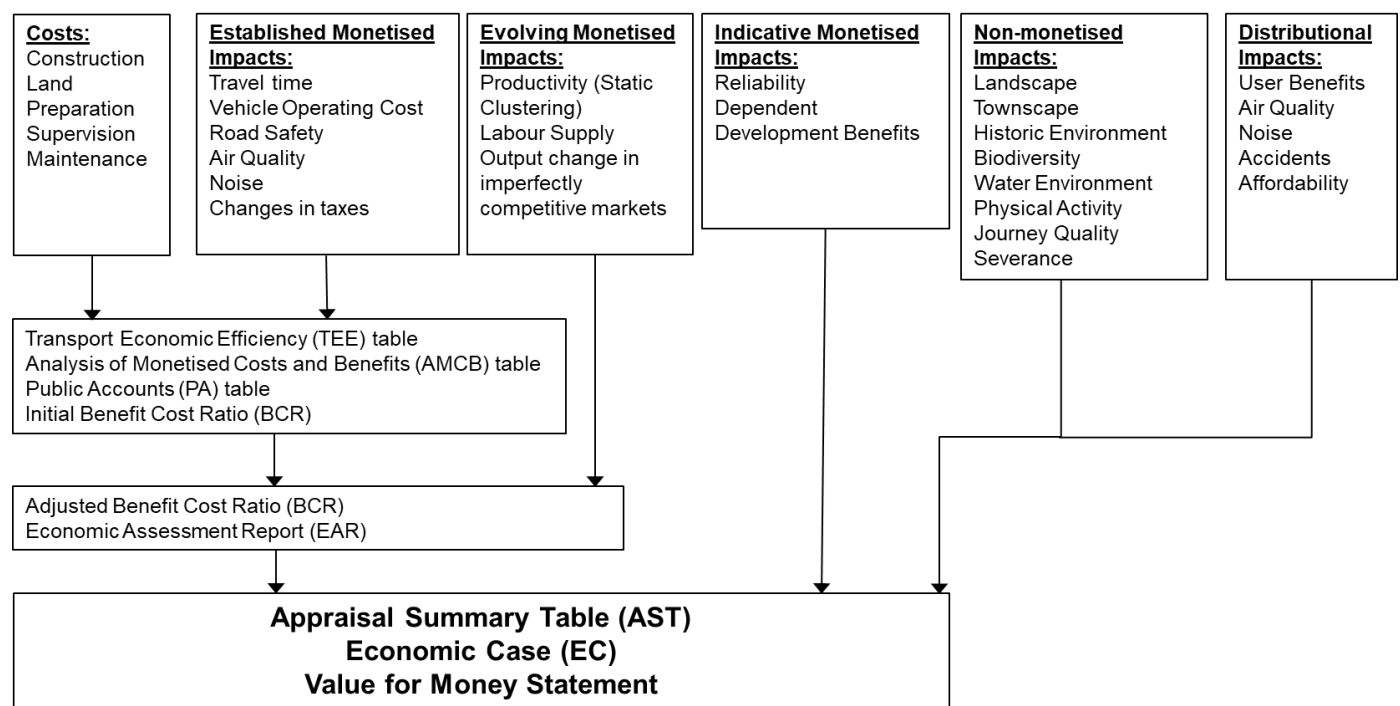 Costs:
Construction
Land
Preparation
Supervision
Maintenance
Established Monetised
Impacts:
Travel time
Vehicle Operating Cost
Road Safety
Air Quality
Noise
Changes in taxes
Evolving Monetised
Impacts:
Productivity (Static
Clustering)
Labour Supply
Output change in
imperfectly
competitive markets
Indicative Monetised
Impacts:
Reliability
Dependent
Development Benefits
Non-monetised
Impacts:
Landscape
Townscape
Historic Environment
Biodiversity
Water Environment
Physical Activity
Journey Quality
Severance
Distributional
Impacts:
User Benefits
Air Quality
Noise
Accidents
Affordability
Transport Economic Efficiency (TEE) table
Analysis of Monetised Costs and Benefits (AMCB) table
Public Accounts (PA) table
Initial Benefit Cost Ratio (BCR)
Adjusted Benefit Cost Ratio (BCR)
Economic Assessment Report (EAR)
Appraisal Summary Table (AST)
Economic Case (EC)
Value for Money Statement